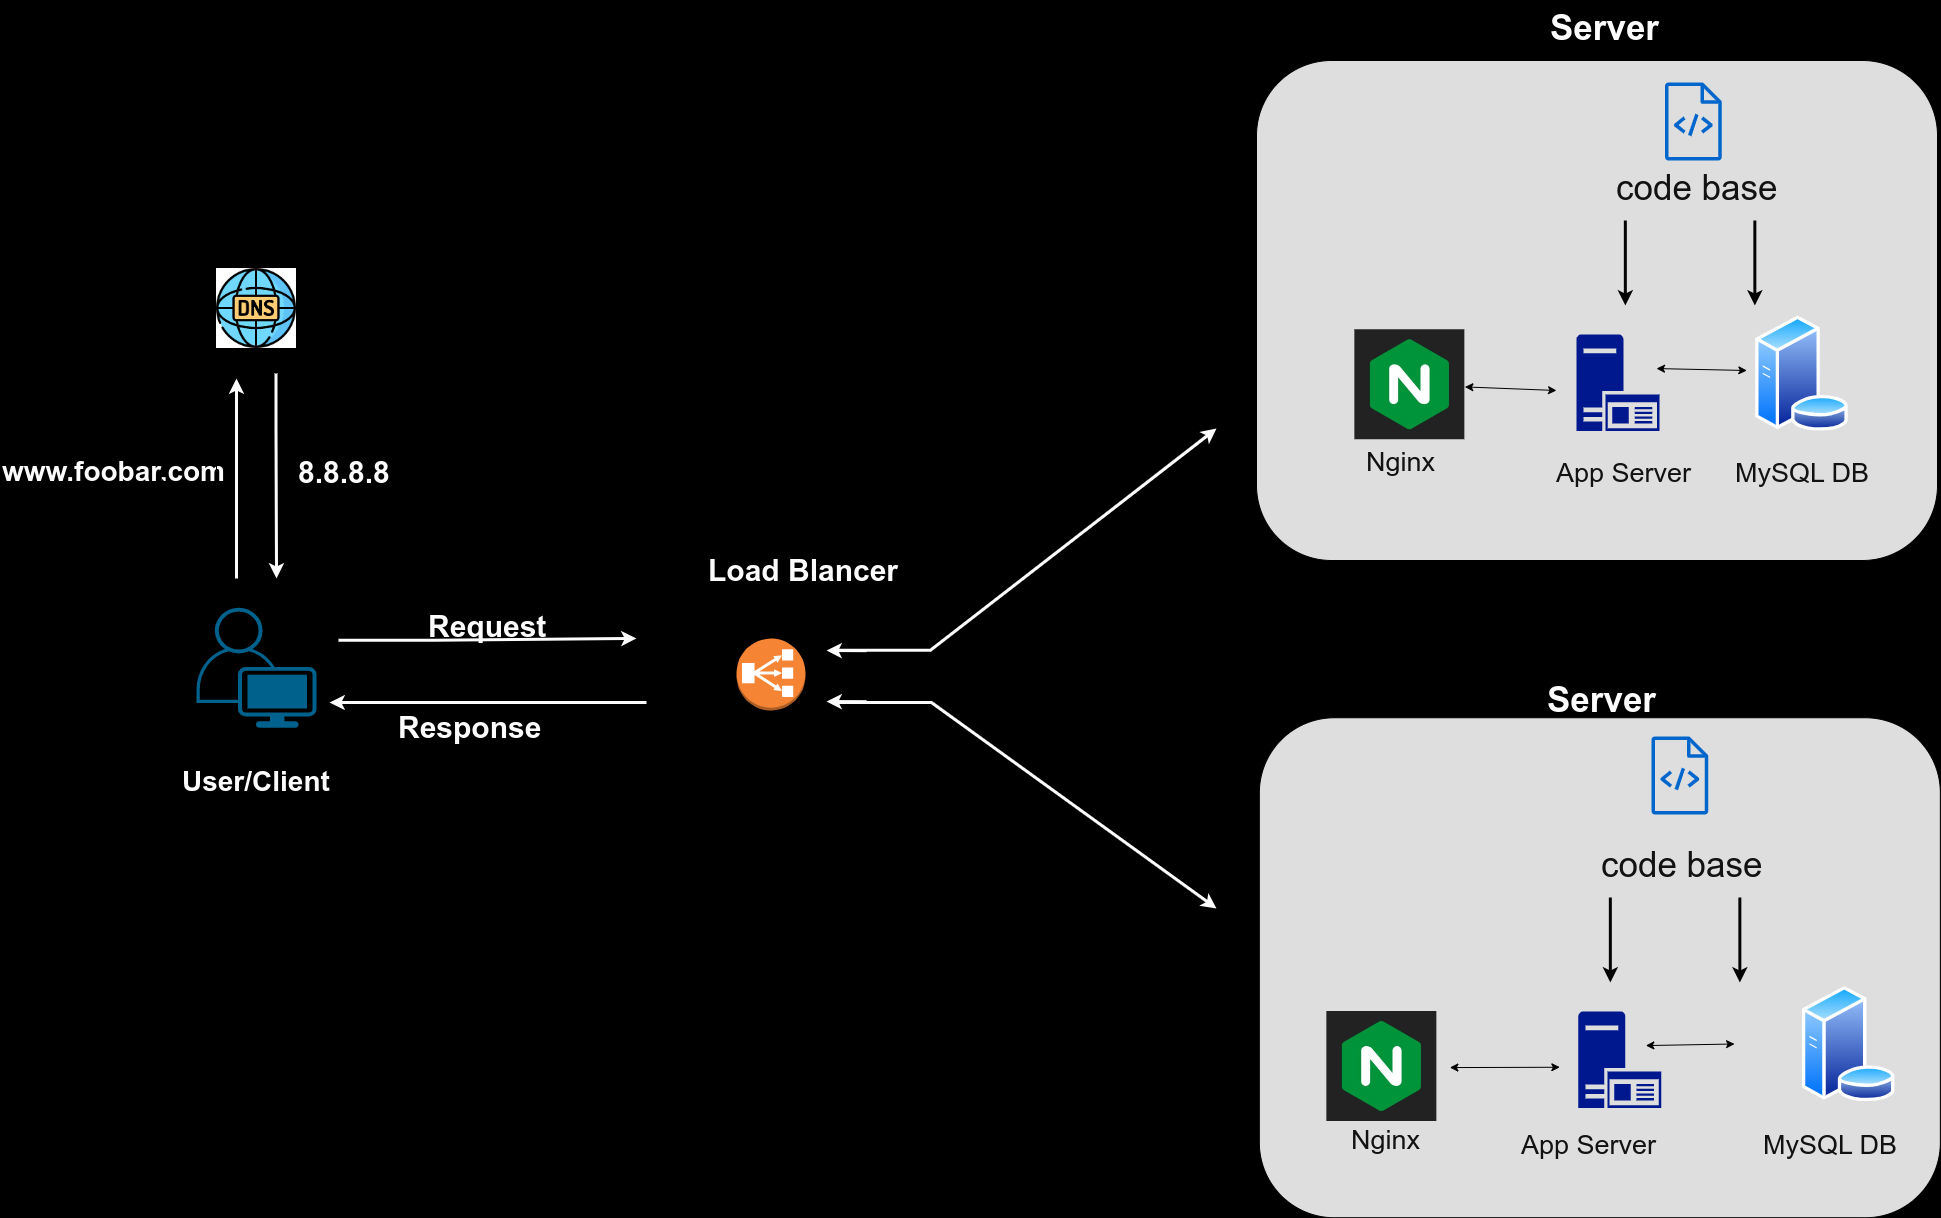 Server
code base
DNS
Nginx
App Server
MySQL DB
www.foobar.com
8.8.8.8
Load Blancer
Request
Response
User/Client
Server
code base
Nginx
App Server
MySQL DB